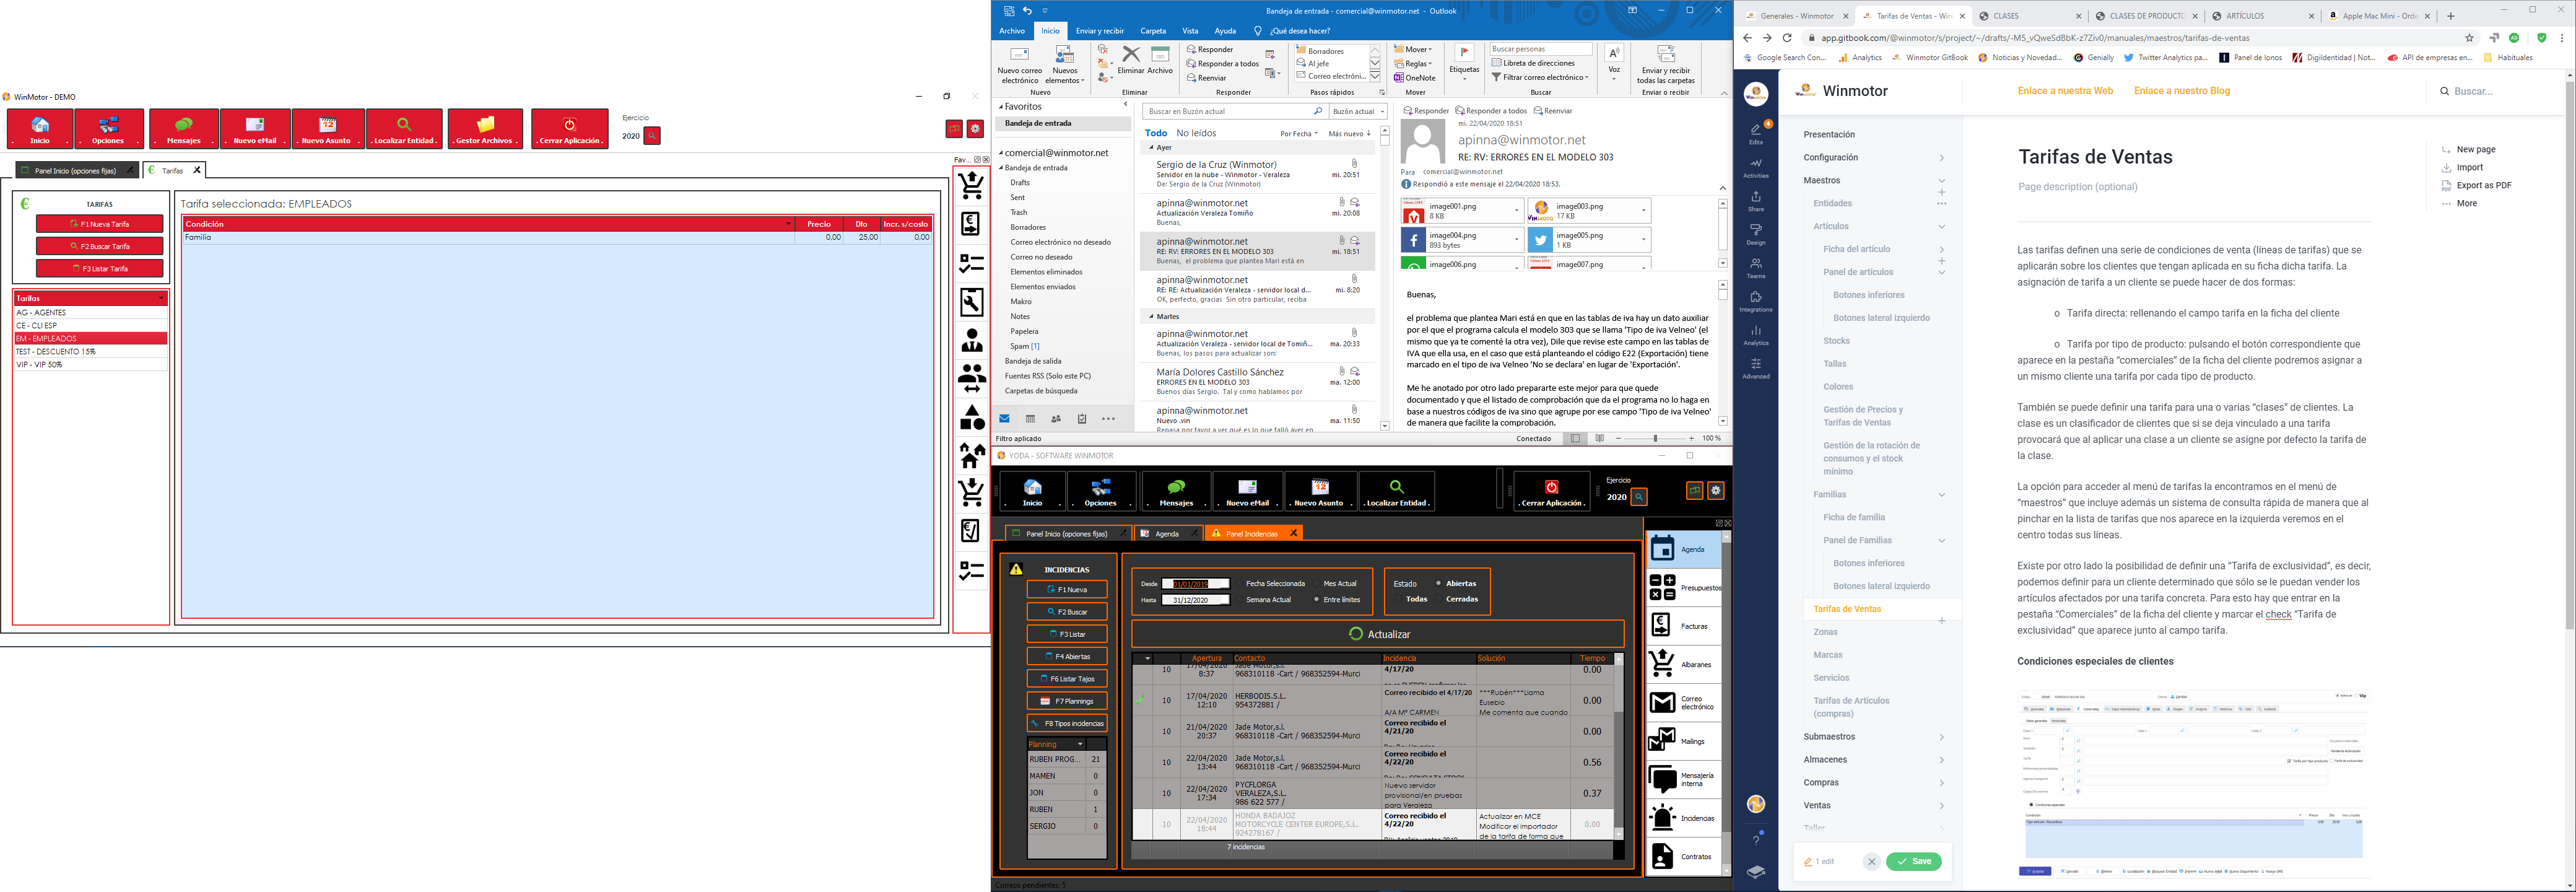 WinMotor - DEMO
Inicio
Opciones
Mensajes
Nuevo eMail
Nuevo Asunto
Localizar Entidad
Gestor Archivos
Cerrar Aplicación
Ejercicio
2020
Panel Inicio (opciones fijas)
Tarifas
Fav...
TARIFAS
F1 Nueva Tarifa
F2 Buscar Tarifa
F3 Listar Tarifa
Tarifas
AG - AGENTES
CE - CLI ESP
EM - EMPLEADOS
TEST - DESCUENTO 15%
VIP - VIP 50%
Tarifa seleccionada: EMPLEADOS
Condición Precio Dto Incr. s/costo
Familia 0,00 25,00 0,00
Bandeja de entrada - comercial@winmotor.net - Outlook
Archivo Inicio Enviar y recibir Carpeta Vista Ayuda ¿Qué desea hacer?
Nuevo correo electrónico
Nuevos elementos
Nuevo
Eliminar Archivo
Eliminar
Responder
Responder a todos
Reenviar
Responder
Borradores
Al jefe
Correo electróni...
Pasos rápidos
Mover
Reglas
OneNote
Mover
Etiquetas
Buscar personas
Libreta de direcciones
Filtrar correo electrónico
Buscar
Voz
Enviar y recibir todas las carpetas
Enviar o recibir
Favoritos
Bandeja de entrada
comercial@winmotor.net
Bandeja de entrada
Drafts
Sent
Trash
Borradores
Correo electrónico no deseado
Correo no deseado
Elementos eliminados
Elementos enviados
Makro
Notes
Papelera
Spam [1]
Bandeja de salida
Fuentes RSS (Solo este PC)
Carpetas de búsqueda
Buscar en Buzón actual
Buzón actual
Todo No leídos Por Fecha Más nuevo
Ayer
Sergio de la Cruz (Winmotor)
Servidor en la nube - Winmotor - Veraleza mi. 20:51
De: Sergio de la Cruz (Winmotor)
apinna@winmotor.net
Actualización Veraleza Tomiño mi. 20:08
Buenas,
apinna@winmotor.net
RE: RV: ERRORES EN EL MODELO 303 mi. 18:51
Buenas, el problema que plantea Mari está en
apinna@winmotor.net
RE: RE: Actualización Veraleza - servidor local d... mi. 8:20
OK, perfecto, gracias Sin otro particular, reciba
Martes
apinna@winmotor.net
Actualización Veraleza - servidor local de Tomiñ... ma. 20:33
Buenas, los pasos para actualizar son:
María Dolores Castillo Sánchez
ERRORES EN EL MODELO 303 ma. 12:00
Buenos días Sergio. Tal y como hablamos por
apinna@winmotor.net
Nuevo .vin ma. 11:50
Repasa por favor a ver qué es lo que falló ayer en
Responder Responder a todos Reenviar
mi. 22/04/2020 18:51
apinna@winmotor.net
RE: RV: ERRORES EN EL MODELO 303
Para comercial@winmotor.net
Respondió a este mensaje el 22/04/2020 18:53.
image001.png
8 KB
image003.png
17 KB
image004.png
893 bytes
image005.png
1 KB
image006.png
image007.png
Buenas,
el problema que plantea Mari está en que en las tablas de iva hay un dato auxiliar
por el que el programa calcula el modelo 303 que se llama 'Tipo de iva Velneo' (el
mismo que ya te comenté la otra vez), Dile que revise este campo en las tablas de
IVA que ella usa, en el caso que está planteando el código E22 (Exportación) tiene
marcado en el tipo de iva Velneo 'No se declara' en lugar de 'Exportación'.
Me he anotado por otro lado prepararte este mejor para que quede
documentado y que el listado de comprobación que da el programa no lo haga en
base a nuestros códigos de iva sino que agrupe por ese campo 'Tipo de iva Velneo'
de manera que facilite la comprobación.
Filtro aplicado
Conectado
100 %
YODA - SOFTWARE WINMOTOR
Inicio
Opciones
Mensajes
Nuevo eMail
Nuevo Asunto
Localizar Entidad
Cerrar Aplicación
Ejercicio
2020
Panel Inicio (opciones fijas)
Agenda
Panel Incidencias
INCIDENCIAS
F1 Nueva
F2 Buscar
F3 Listar
F4 Abiertas
F6 Listar Tajos
F7 Plannings
F8 Tipos incidencias
Planning
RUBEN PROG... 21
MAMEN 0
JON 0
RUBEN 1
SERGIO 0
Desde 01/01/2019 Fecha Seleccionada Mes Actual
Hasta 31/12/2020 Semana Actual Entre límites
Estado Abiertas
Todas Cerradas
Actualizar
Apertura Contacto Incidencia Solución Tiempo
10 17/04/2020 8:37 Jade Motor,s.l. 968310118 -Cart / 968352594-Murci 4/17/20 0.00
10 17/04/2020 12:10 HERBODIS.S.L. 954372881 / Correo recibido el 4/17/20 A/A Mª CARMEN ***Rubén***Llama Eusebio Me comenta que cuando 0.00
10 21/04/2020 20:37 Jade Motor,s.l. 968310118 -Cart / 968352594-Murci Correo recibido el 4/21/20 0.00
10 22/04/2020 13:44 Jade Motor,s.l. 968310118 -Cart / 968352594-Murci Correo recibido el 4/22/20 0.56
10 22/04/2020 17:34 PYCFLORGA VERALEZA,S.L. 986 622 577 / Nuevo servidor provisional/en pruebas para Veraleza 0.37
10 22/04/2020 18:44 HONDA BADAJOZ MOTORCYCLE CENTER EUROPE,S.L. 924278167 / Correo recibido el 4/22/20 Actualizar en MCE Modificar el importador de la tarifa de forma que 0.00
7 incidencias
Correos pendientes: 5
Agenda
Presupuestos
Facturas
Albaranes
Correo electrónico
Mailings
Mensajería interna
Incidencias
Contratos
Generales - Winmotor
Tarifas de Ventas - Win
CLASES
CLASES DE PRODUCTO
ARTÍCULOS
Apple Mac Mini - Orde
app.gitbook.com/@winmotor/s/project/~/drafts/-M5_vQweSdBbK-z7Ziv0/manuales/maestros/tarifas-de-ventas
Google Search Con...
Analytics
Winmotor GitBook
Noticias y Novedad...
Genially
Twitter Analytics pa...
Panel de Ionos
Digildentidad | Not...
API de empresas en...
Habituales
Edits
Activities
Share
Design
Teams
Integrations
Analytics
Advanced
Winmotor
Enlace a nuestra Web
Enlace a nuestro Blog
Buscar...
Presentación
Configuración
Maestros
Entidades
Artículos
Ficha del artículo
Panel de artículos
Botones inferiores
Botones lateral izquierdo
Stocks
Tallas
Colores
Gestión de Precios y
Tarifas de Ventas
Gestión de la rotación de
consumos y el stock
mínimo
Familias
Ficha de familia
Panel de Familias
Botones inferiores
Botones lateral izquierdo
Tarifas de Ventas
Zonas
Marcas
Servicios
Tarifas de Artículos
(compras)
Submaestros
Almacenes
Compras
Ventas
Taller
1 edit
Save
Tarifas de Ventas
Page description (optional)
New page
Import
Export as PDF
More
Las tarifas definen una serie de condiciones de venta (líneas de tarifas) que se
aplicarán sobre los clientes que tengan aplicada en su ficha dicha tarifa. La
asignación de tarifa a un cliente se puede hacer de dos formas:
o Tarifa directa: rellenando el campo tarifa en la ficha del cliente
o Tarifa por tipo de producto: pulsando el botón correspondiente que
aparece en la pestaña “comerciales” de la ficha del cliente podremos asignar a
un mismo cliente una tarifa por cada tipo de producto.
También se puede definir una tarifa para una o varias “clases” de clientes. La
clase es un clasificador de clientes que si se deja vinculado a una tarifa
provocará que al aplicar una clase a un cliente se asigne por defecto la tarifa de
la clase.
La opción para acceder al menú de tarifas la encontramos en el menú de
“maestros” que incluye además un sistema de consulta rápida de manera que al
pinchar en la lista de tarifas que nos aparece en la izquierda veremos en el
centro todas sus líneas.
Existe por otro lado la posibilidad de definir una “Tarifa de exclusividad”, es decir,
podemos definir para un cliente determinado que sólo se le puedan vender los
artículos afectados por una tarifa concreta. Para esto hay que entrar en la
pestaña “Comerciales” de la ficha del cliente y marcar el check “Tarifa de
exclusividad” que aparece junto al campo tarifa.
Condiciones especiales de clientes